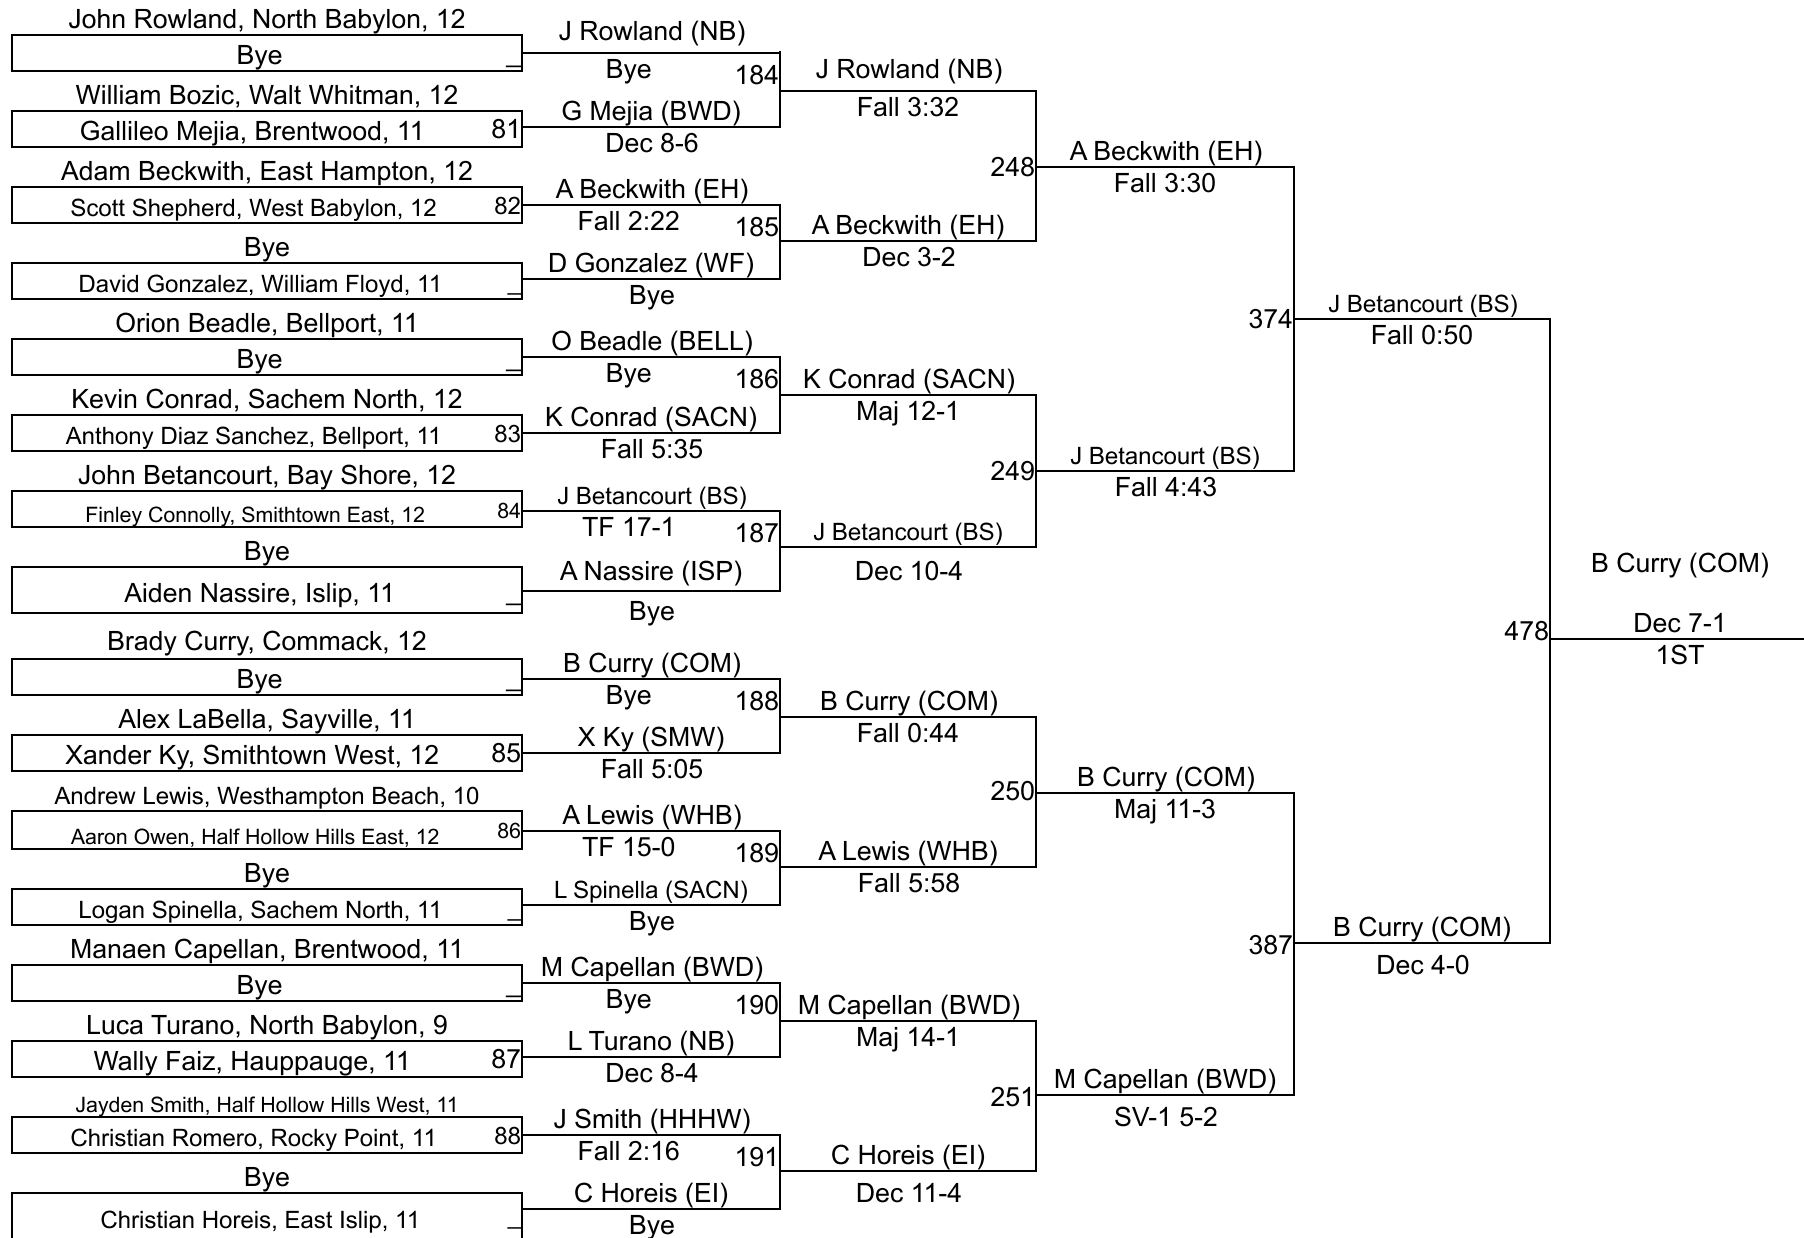 John Rowland, North Babylon, 12
Bye
_
William Bozic, Walt Whitman, 12
Gallileo Mejia, Brentwood, 11
81
Adam Beckwith, East Hampton, 12
Scott Shepherd, West Babylon, 12
82
Bye
David Gonzalez, William Floyd, 11
_
Orion Beadle, Bellport, 11
Bye
_
Kevin Conrad, Sachem North, 12
Anthony Diaz Sanchez, Bellport, 11
83
John Betancourt, Bay Shore, 12
Finley Connolly, Smithtown East, 12
84
Bye
Aiden Nassire, Islip, 11
_
Brady Curry, Commack, 12
Bye
_
Alex LaBella, Sayville, 11
Xander Ky, Smithtown West, 12
85
Andrew Lewis, Westhampton Beach, 10
Aaron Owen, Half Hollow Hills East, 12
86
Bye
Logan Spinella, Sachem North, 11
_
Manaen Capellan, Brentwood, 11
Bye
_
Luca Turano, North Babylon, 9
Wally Faiz, Hauppauge, 11
87
Jayden Smith, Half Hollow Hills West, 11
Christian Romero, Rocky Point, 11
88
Bye
Christian Horeis, East Islip, 11
_
J Rowland (NB)
Bye
184
G Mejia (BWD)
Dec 8-6
A Beckwith (EH)
Fall 2:22
185
D Gonzalez (WF)
Bye
O Beadle (BELL)
Bye
186
K Conrad (SACN)
Fall 5:35
J Betancourt (BS)
TF 17-1
187
A Nassire (ISP)
Bye
B Curry (COM)
Bye
188
X Ky (SMW)
Fall 5:05
A Lewis (WHB)
TF 15-0
189
L Spinella (SACN)
Bye
M Capellan (BWD)
Bye
190
L Turano (NB)
Dec 8-4
J Smith (HHHW)
Fall 2:16
191
C Horeis (EI)
Bye
J Rowland (NB)
Fall 3:32
248
A Beckwith (EH)
Dec 3-2
K Conrad (SACN)
Maj 12-1
249
J Betancourt (BS)
Dec 10-4
B Curry (COM)
Fall 0:44
250
A Lewis (WHB)
Fall 5:58
M Capellan (BWD)
Maj 14-1
251
C Horeis (EI)
Dec 11-4
A Beckwith (EH)
Fall 3:30
374
J Betancourt (BS)
Fall 4:43
B Curry (COM)
Maj 11-3
387
M Capellan (BWD)
SV-1 5-2
J Betancourt (BS)
Fall 0:50
478
B Curry (COM)
Dec 4-0
B Curry (COM)
Dec 7-1
1ST